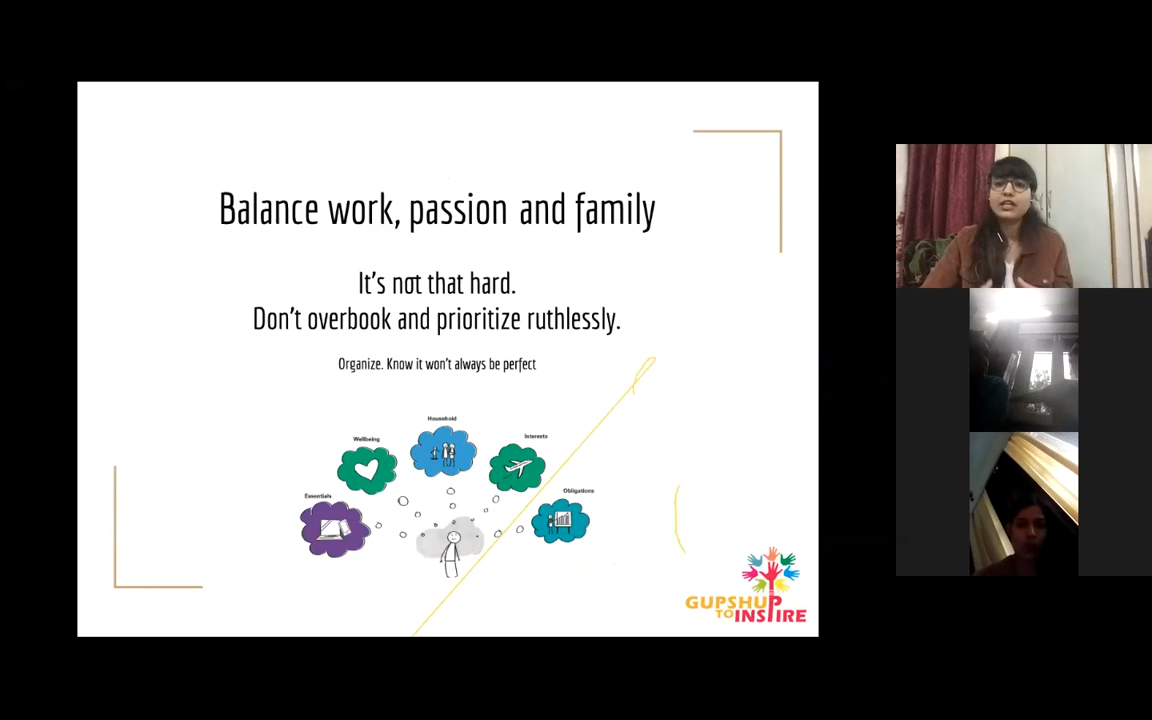 Balance work, passion and family
It's not that hard.
Don't overbook and prioritize ruthlessly.
Organize. Know it won't always be perfect
Household
Wellbeing
Interests
Essentials
Obligations
GUPSHUP
TO INSPIRE